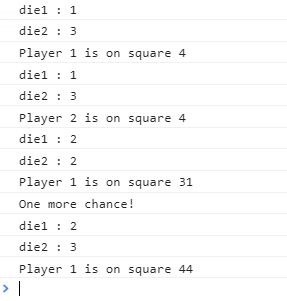 die1 : 1
die2 : 3
Player 1 is on square 4
die1 : 1
die2 : 3
Player 2 is on square 4
die1 : 2
die2 : 2
Player 1 is on square 31
One more chance!
die1 : 2
die2 : 3
Player 1 is on square 44